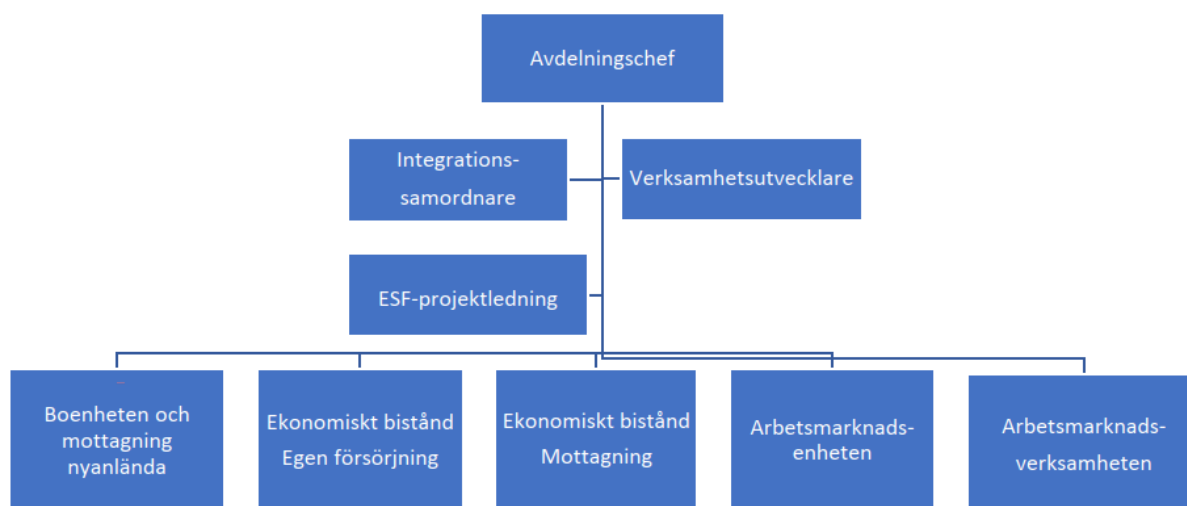 Avdelningschef
Integrations-
samordnare
Verksamhetsutvecklare
ESF-projektledning
Boenheten och
mottagning
nyanlända
Ekonomiskt bistånd
Egen försörjning
Ekonomiskt bistånd
Mottagning
Arbetsmarknads-
enheten
Arbetsmarknads-
verksamheten